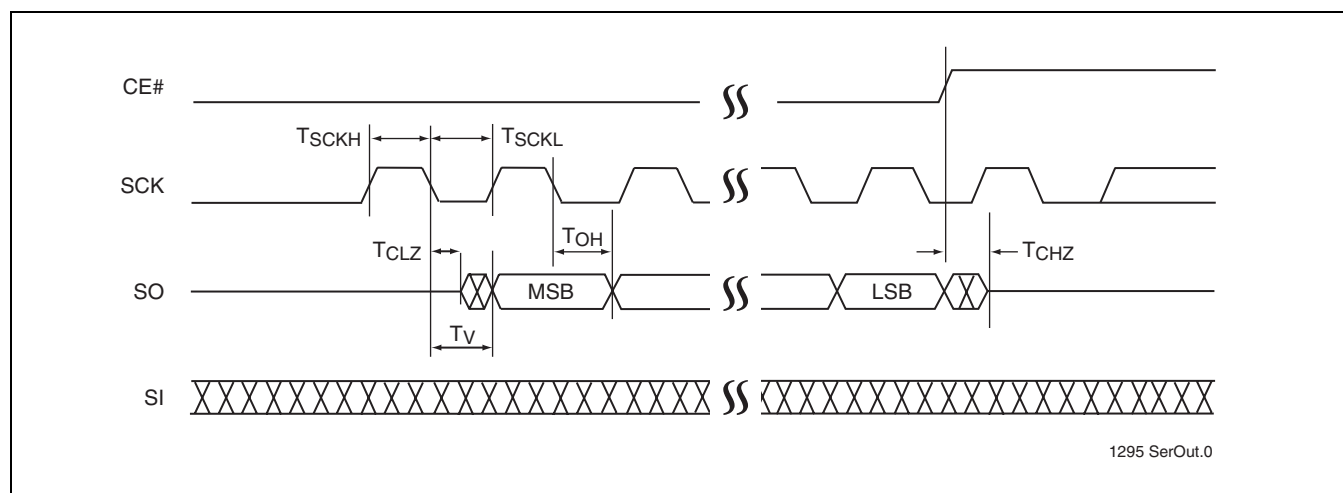 CE#
TSCKH
TSCKL
SCK
TCLZ
TOH
TCHZ
SO
MSB
LSB
TV
SI
1295 SerOut.0